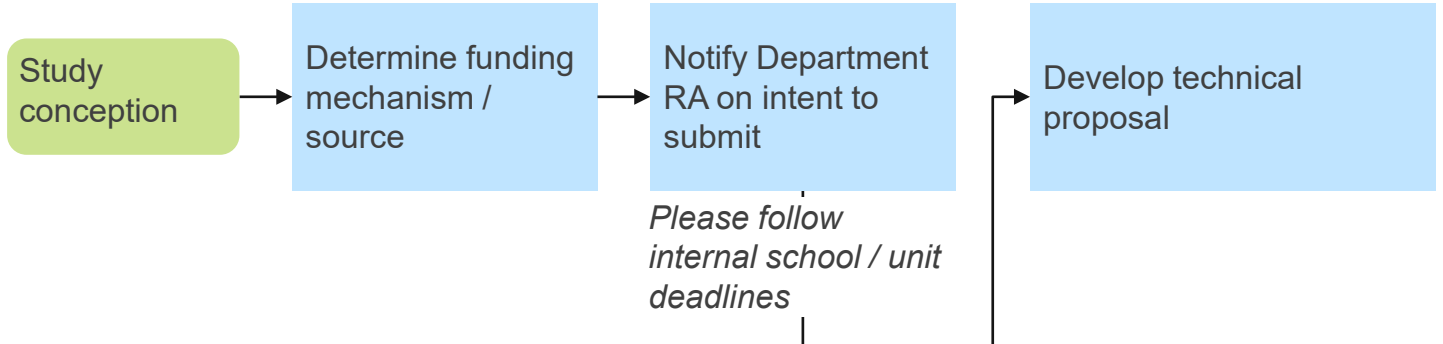 Study
conception
Determine funding
mechanism /
source
Notify Department
RA on intent to
submit
Please follow
internal school / unit
deadlines
Develop technical
proposal